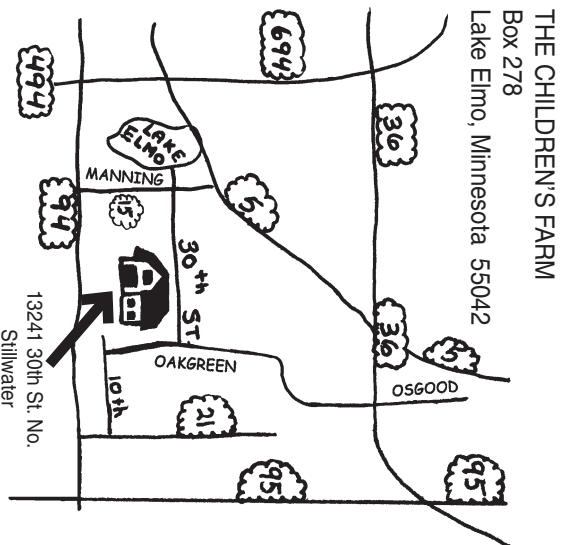 THE CHILDREN'S FARM
Box 278
Lake Elmo, Minnesota 55042
694
36
494
LAKE
ELMO
MANNING
15
5
94
30th ST.
36
5
OAKGREEN
OSGOOD
10th
21
95
95
13241 30th St. No.
Stillwater